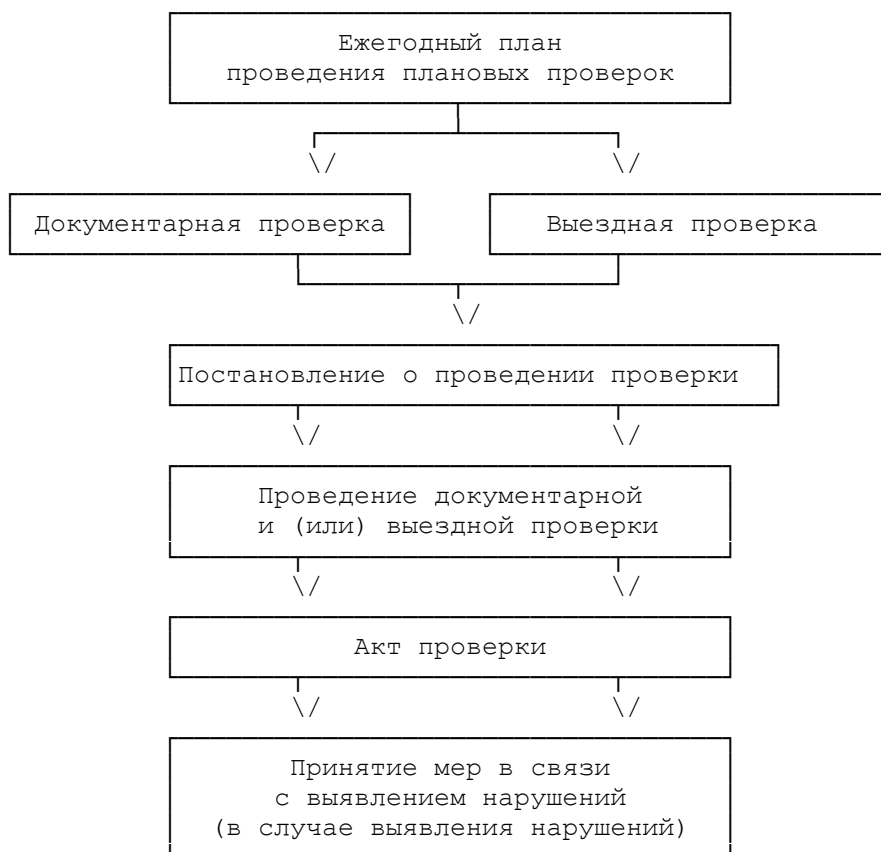 Ежегодный план
проведения плановых проверок
Документарная проверка
Выездная проверка
Постановление о проведении проверки
Проведение документарной
и (или) выездной проверки
Акт проверки
Принятие мер в связи
с выявлением нарушений
(в случае выявления нарушений)